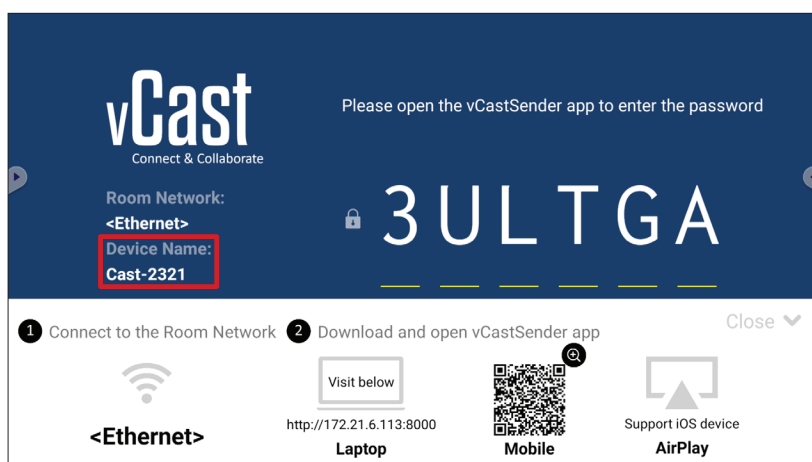 vCast
Connect & Collaborate
Please open the vCastSender app to enter the password
Room Network:
<Ethernet>
Device Name:
Cast-2321
3ULTGA
1 Connect to the Room Network
2 Download and open vCastSender app
Close
<Ethernet>
Visit below
http://172.21.6.113:8000
Laptop
Mobile
Support iOS device
AirPlay